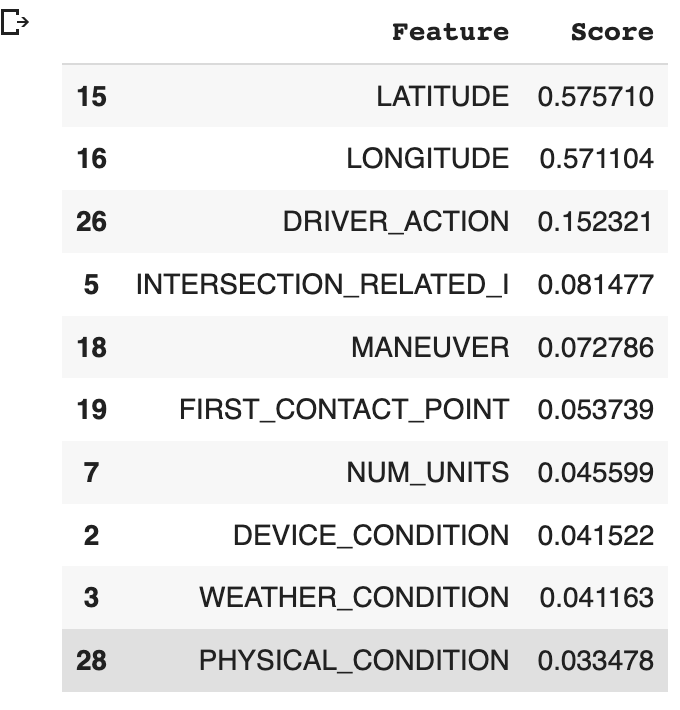 Feature Score
15 LATITUDE 0.575710
16 LONGITUDE 0.571104
26 DRIVER_ACTION 0.152321
5 INTERSECTION_RELATED_I 0.081477
18 MANEUVER 0.072786
19 FIRST_CONTACT_POINT 0.053739
7 NUM_UNITS 0.045599
2 DEVICE_CONDITION 0.041522
3 WEATHER_CONDITION 0.041163
28 PHYSICAL_CONDITION 0.033478